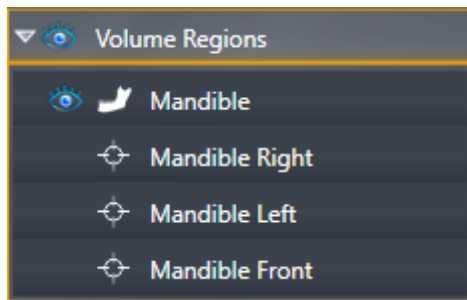 Volume Regions
Mandible
Mandible Right
Mandible Left
Mandible Front